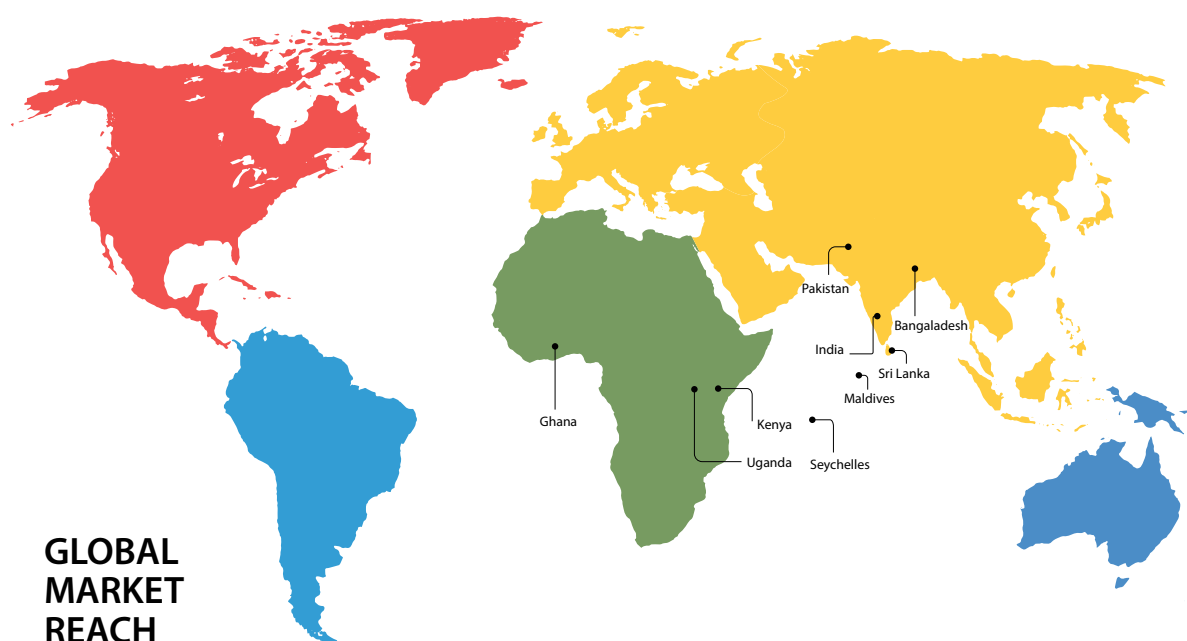 Pakistan
Bangaladesh
India
Sri Lanka
Maldives
Ghana
Kenya
Uganda
Seychelles
GLOBAL
MARKET
REACH